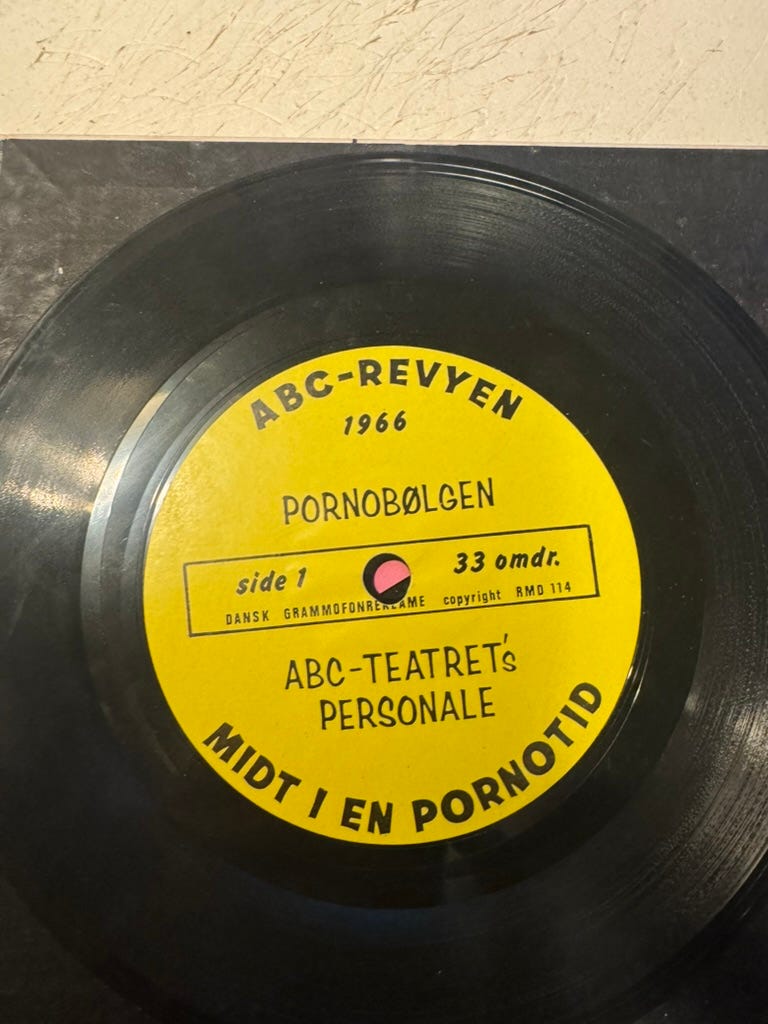 ABC-REVYEN
1966
PORNOBØLGEN
side 1 33 omdr.
DANSK GRAMMOFONREKLAME copyright RMD 114
ABC-TEATRET's
PERSONALE
MIDT I EN PORNOTID